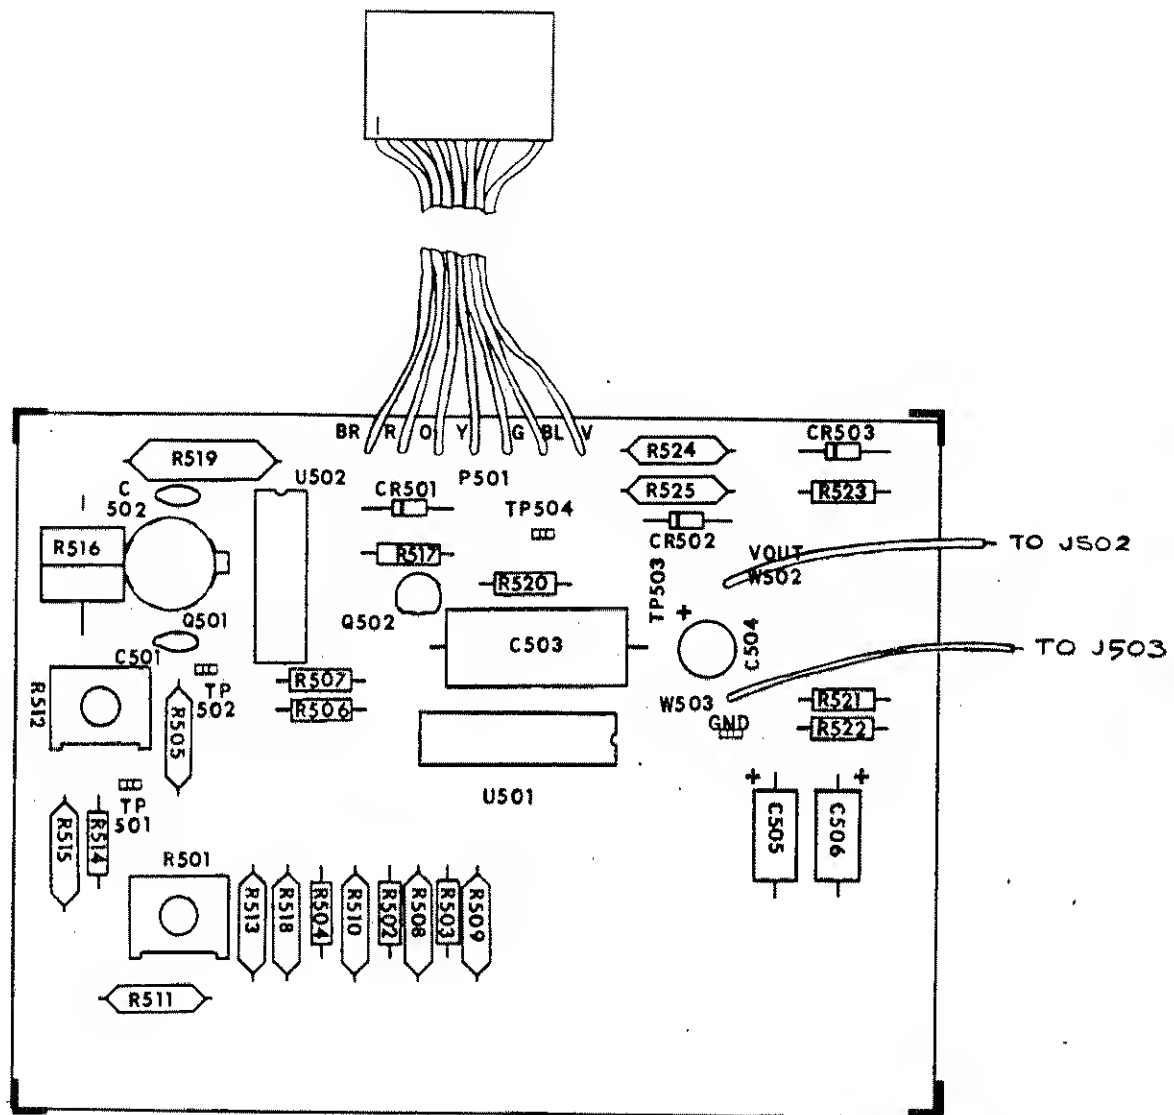 BR R O Y G BL V
P501
CR503
R519
R524
U502
CR501
R525
R523
C
502
TP504
CR502
R516
R517
VOUT
W502
TO J502
R520
TP503
Q501
Q502
+
C503
C504
TO J503
C501
R512
TP
502
R507
R506
R505
W503
GND
R521
R522
U501
+
+
C505
C506
TP
501
R515
R514
R501
R513
R518
R504
R510
R502
R508
R503
R509
R511